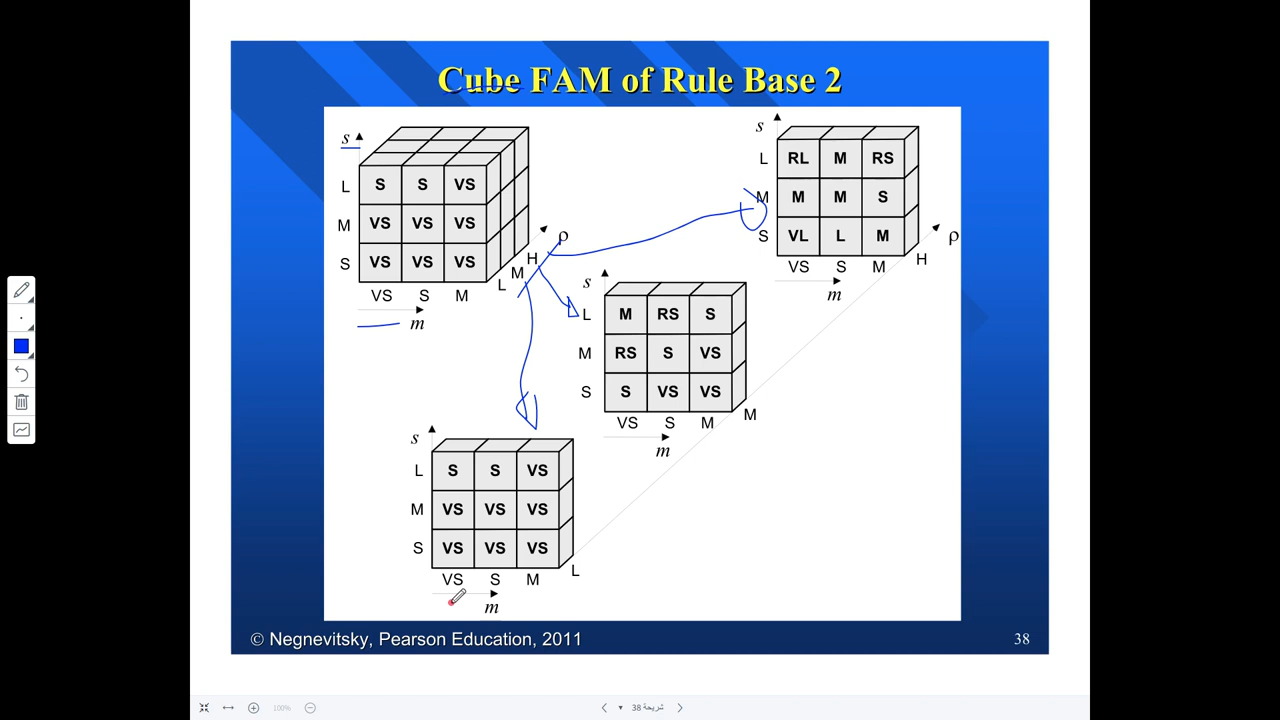 Cube FAM of Rule Base 2
s
L S S VS
M VS VS VS
S VS VS VS
VS S M
m
L M H ρ
s
L RL M RS
M M M S
S VL L M
VS S M H ρ
m
s
L M RS S
M RS S VS
S S VS VS
VS S M M
m
s
L S S VS
M VS VS VS
S VS VS VS
VS S M L
m
© Negnevitsky, Pearson Education, 2011
38
100%
شريحة 38